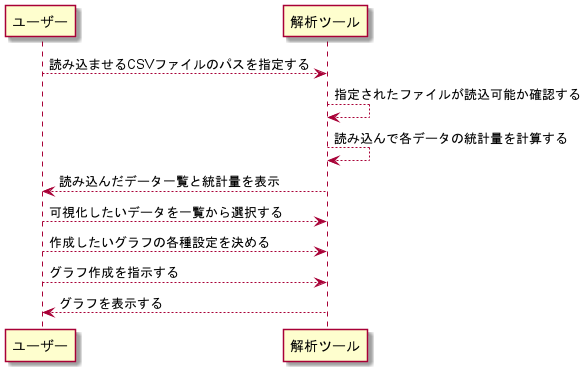 ユーザー
解析ツール
読み込ませるCSVファイルのパスを指定する
指定されたファイルが読込可能か確認する
読み込んで各データの統計量を計算する
読み込んだデータ一覧と統計量を表示
可視化したいデータを一覧から選択する
作成したいグラフの各種設定を決める
グラフ作成を指示する
グラフを表示する
ユーザー
解析ツール